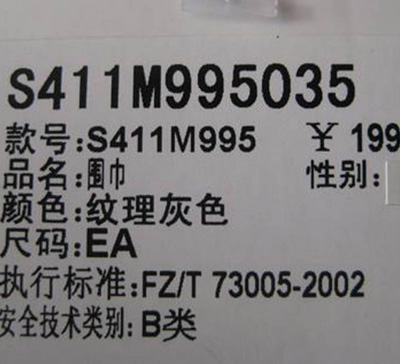 S411M995035
款号:S411M995 ¥ 199
品名:围巾 性别:
颜色:纹理灰色
尺码:EA
执行标准:FZ/T 73005-2002
安全技术类别:B类